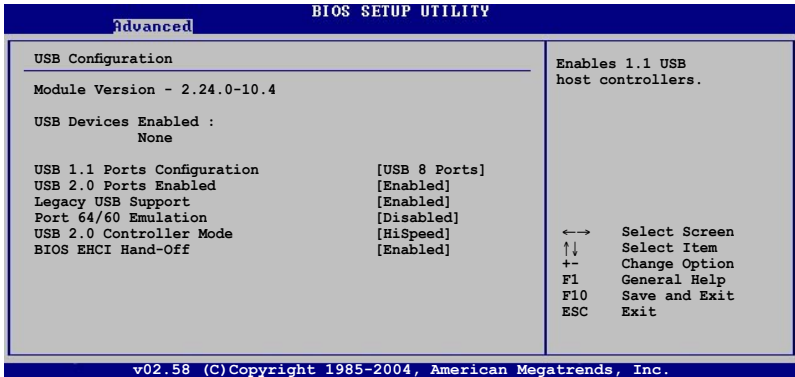 BIOS SETUP UTILITY
Advanced
USB Configuration
Module Version - 2.24.0-10.4
USB Devices Enabled :
None
USB 1.1 Ports Configuration [USB 8 Ports]
USB 2.0 Ports Enabled [Enabled]
Legacy USB Support [Enabled]
Port 64/60 Emulation [Disabled]
USB 2.0 Controller Mode [HiSpeed]
BIOS EHCI Hand-Off [Enabled]
Enables 1.1 USB
host controllers.
←→ Select Screen
↑↓ Select Item
+- Change Option
F1 General Help
F10 Save and Exit
ESC Exit
v02.58 (C)Copyright 1985-2004, American Megatrends, Inc.